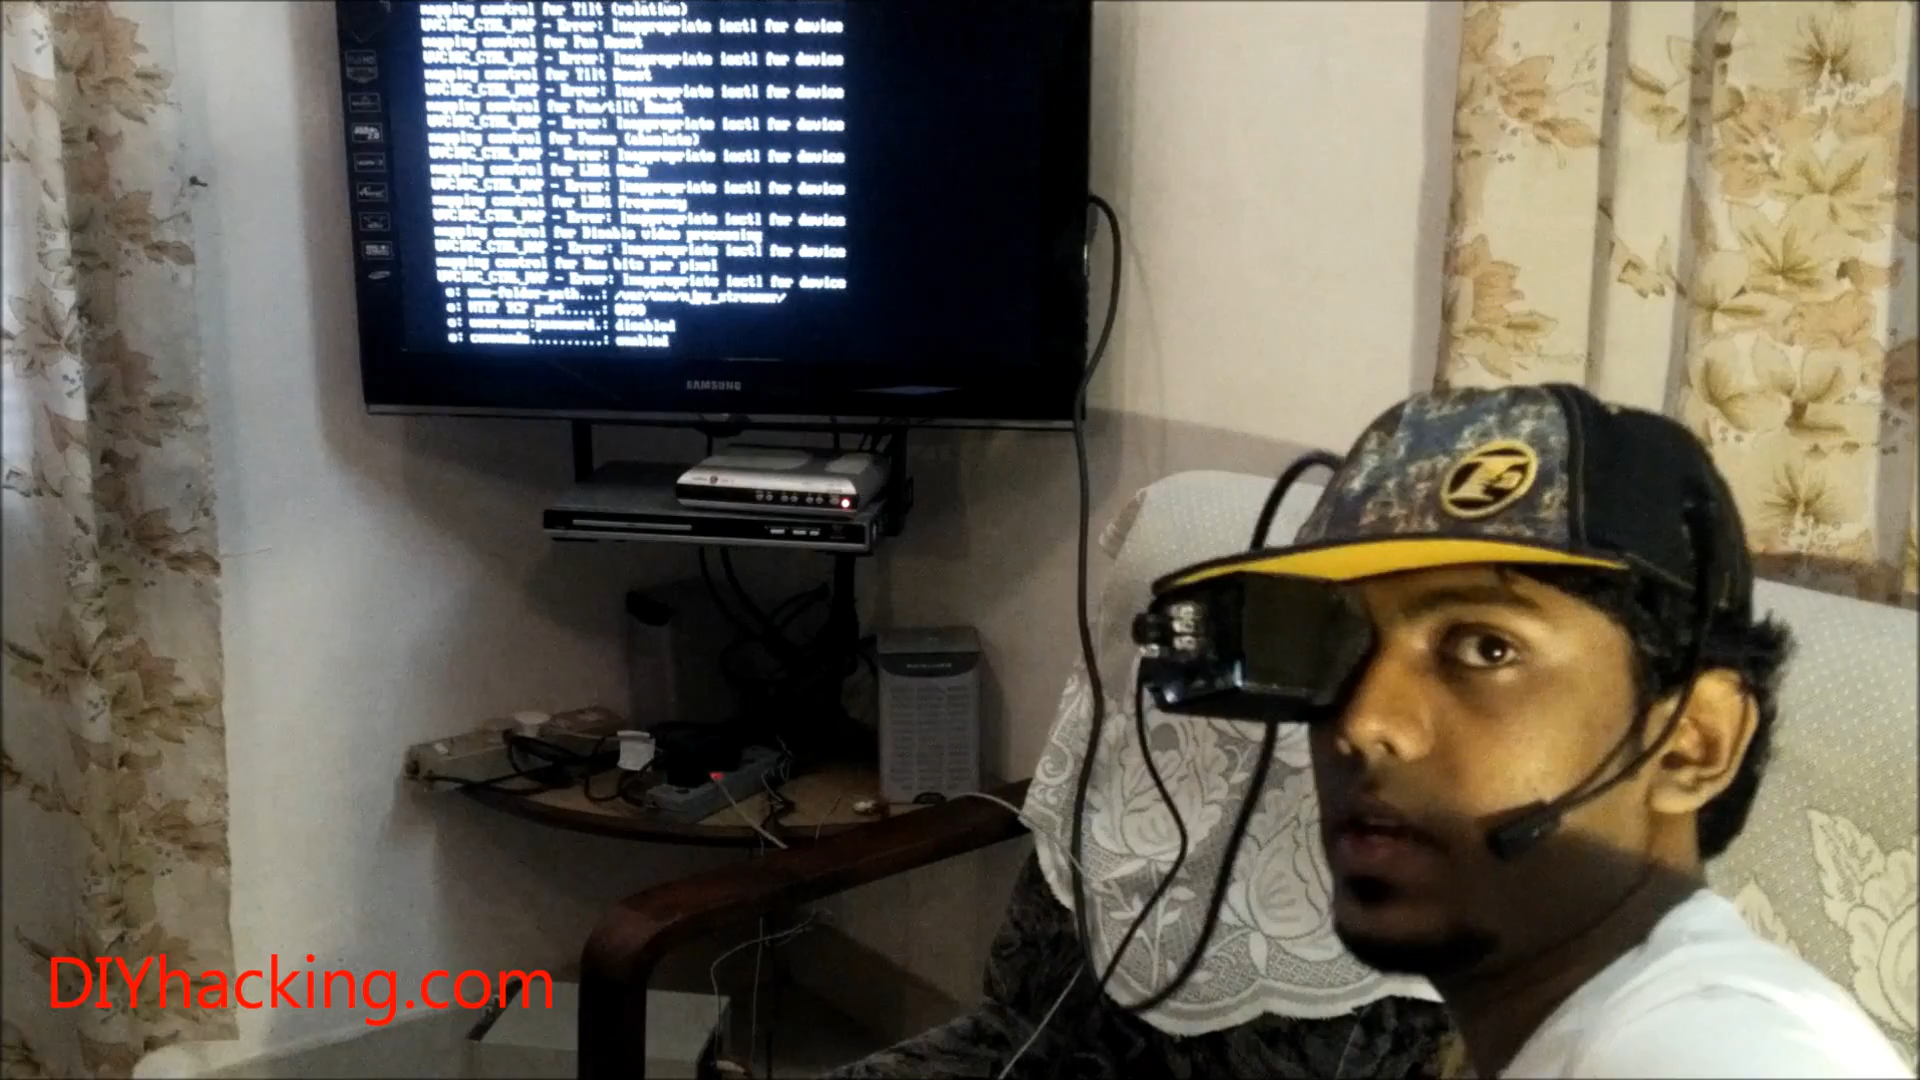 mapping control for Tilt (relative)
UVCIOC_CTRL_MAP - Error: Inappropriate ioctl for device
mapping control for Pan Reset
UVCIOC_CTRL_MAP - Error: Inappropriate ioctl for device
mapping control for Tilt Reset
UVCIOC_CTRL_MAP - Error: Inappropriate ioctl for device
mapping control for Pan/tilt Reset
UVCIOC_CTRL_MAP - Error: Inappropriate ioctl for device
mapping control for Focus (absolute)
UVCIOC_CTRL_MAP - Error: Inappropriate ioctl for device
mapping control for LED1 Mode
UVCIOC_CTRL_MAP - Error: Inappropriate ioctl for device
mapping control for LED1 Frequency
UVCIOC_CTRL_MAP - Error: Inappropriate ioctl for device
mapping control for Disable video processing
UVCIOC_CTRL_MAP - Error: Inappropriate ioctl for device
mapping control for Raw bits per pixel
UVCIOC_CTRL_MAP - Error: Inappropriate ioctl for device
o: www-folder-path...: /usr/www/mjpg_streamer/
o: HTTP TCP port.....:
o: username:password.: disabled
o: commands..........: enabled
SAMSUNG
DIYhacking.com